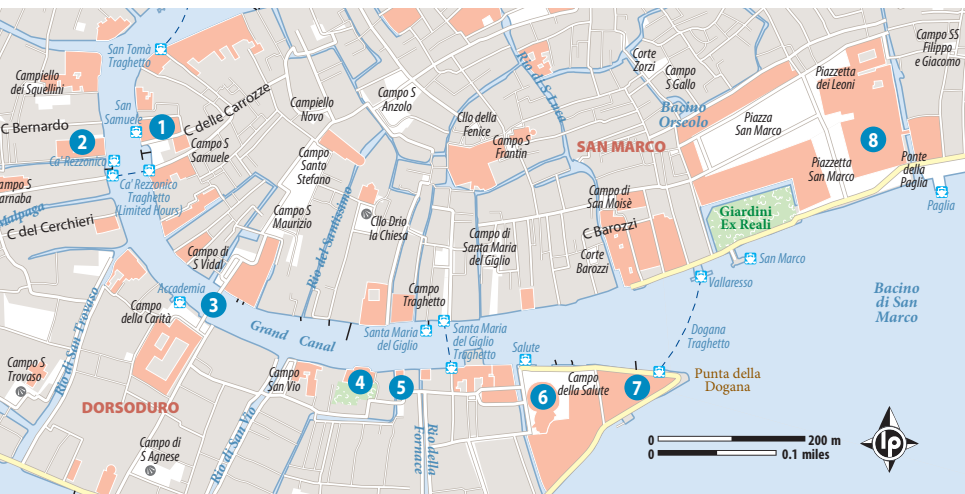 San Tomà
Traghetto
Campiello
dei Squellini
San
Samuele
C Bernardo
1
2
C delle Carrozze
Campo S
Samuele
Ca' Rezzonico
Ca' Rezzonico
Traghetto
(Limited Hours)
ampo S
arnaba
Malpaga
C del Cerchieri
Campiello
Novo
Campo S
Anzolo
Campo
Santo
Stefano
Campo S
Maurizio
Campo di
S Vidal
Rio del Santissimo
Cllo Drio
la Chiesa
Cllo della
Fenice
Campo S
Frantin
Rio di S Luca
Corte
Zorzi
Campo
S Gallo
Bacino
Orseolo
SAN MARCO
Piazzetta
dei Leoni
Campo SS
Filippo
e Giacomo
Piazza
San Marco
8
Piazzetta
San Marco
Ponte
della
Paglia
Paglia
Campo di
San Moisè
C Barozzi
Corte
Barozzi
Giardini
Ex Reali
San Marco
Vallaresso
Campo di
Santa Maria
del Giglio
Campo
Traghetto
Accademia
3
Campo
della Carità
Grand Canal
Santa Maria
del Giglio
Santa Maria
del Giglio
Traghetto
Salute
Dogana
Traghetto
Bacino
di San
Marco
Punta della
Dogana
Rio di San Trovaso
Campo S
Trovaso
DORSODURO
Campo di
S Agnese
Campo
San Vio
Rio di San Vio
4
5
Rio della
Fornace
6
Campo
della Salute
7
0 200 m
0 0.1 miles
lp